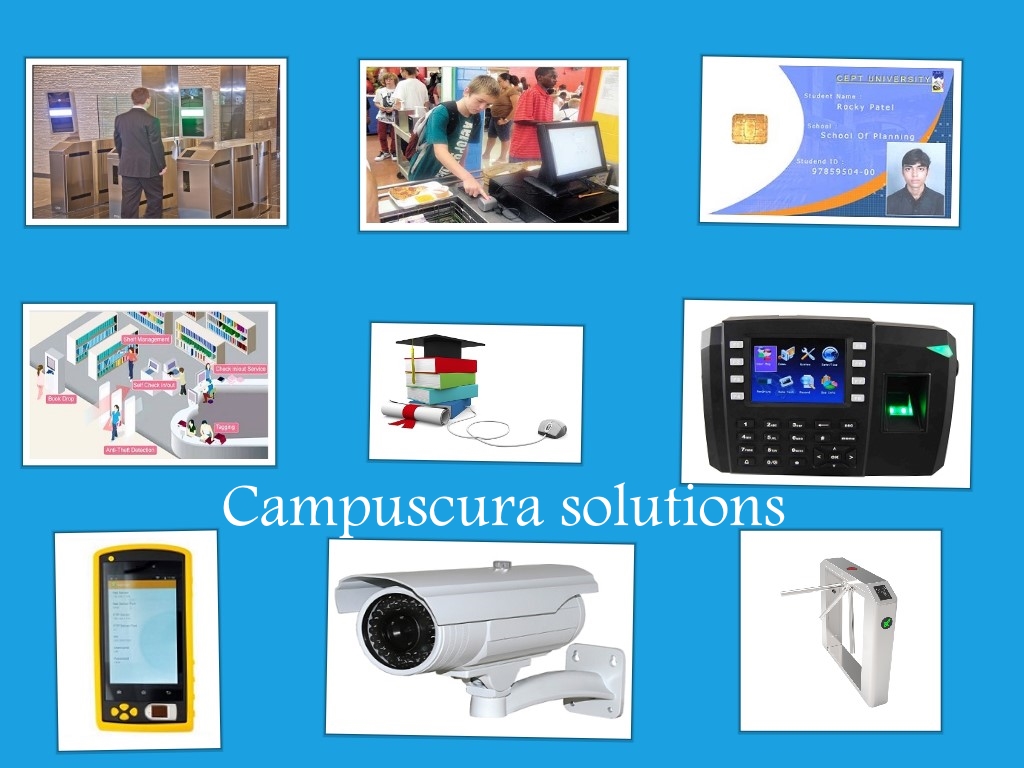 CEPT UNIVERSITY
Student Name
Rocky Patel
School :
School Of Planning
Studend ID :
97859504-00
Shelf Management
Check in/out Service
Self Check in/out
Book Drop
Tagging
Anti-Theft Detection
Campuscura solutions